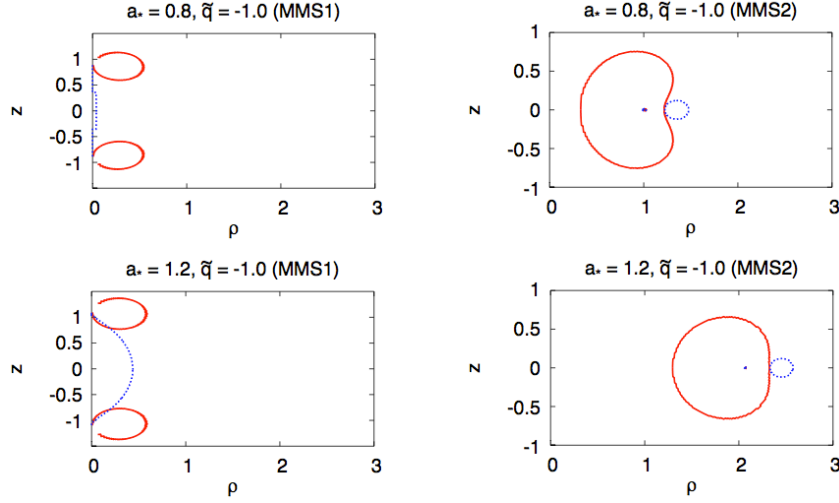 a* = 0.8, q̃ = -1.0 (MMS1)
z
1
0.5
0
-0.5
-1
0 1 2 3
ρ
a* = 0.8, q̃ = -1.0 (MMS2)
z
1
0.5
0
-0.5
-1
0 1 2 3
ρ
a* = 1.2, q̃ = -1.0 (MMS1)
z
1
0.5
0
-0.5
-1
0 1 2 3
ρ
a* = 1.2, q̃ = -1.0 (MMS2)
z
1
0.5
0
-0.5
-1
0 1 2 3
ρ